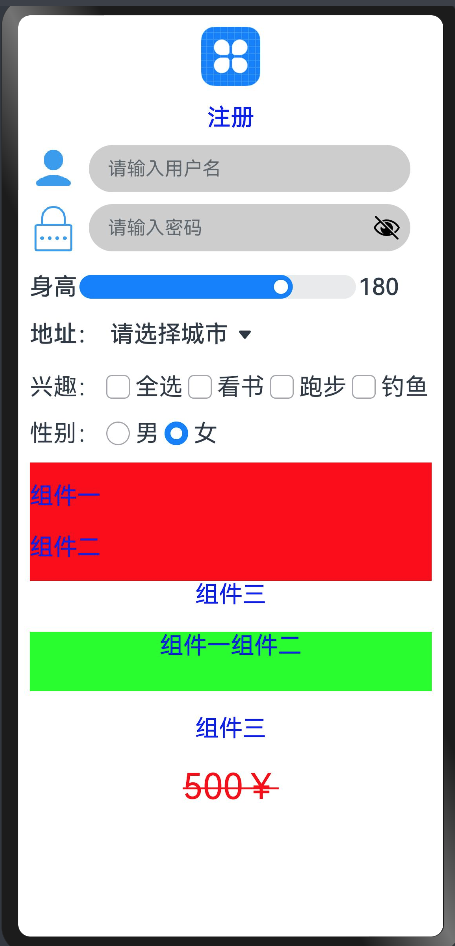 注册
请输入用户名
请输入密码
身高 180
地址： 请选择城市
兴趣： 全选 看书 跑步 钓鱼
性别： 男 女
组件一
组件二
组件三
组件一组件二
组件三
500￥